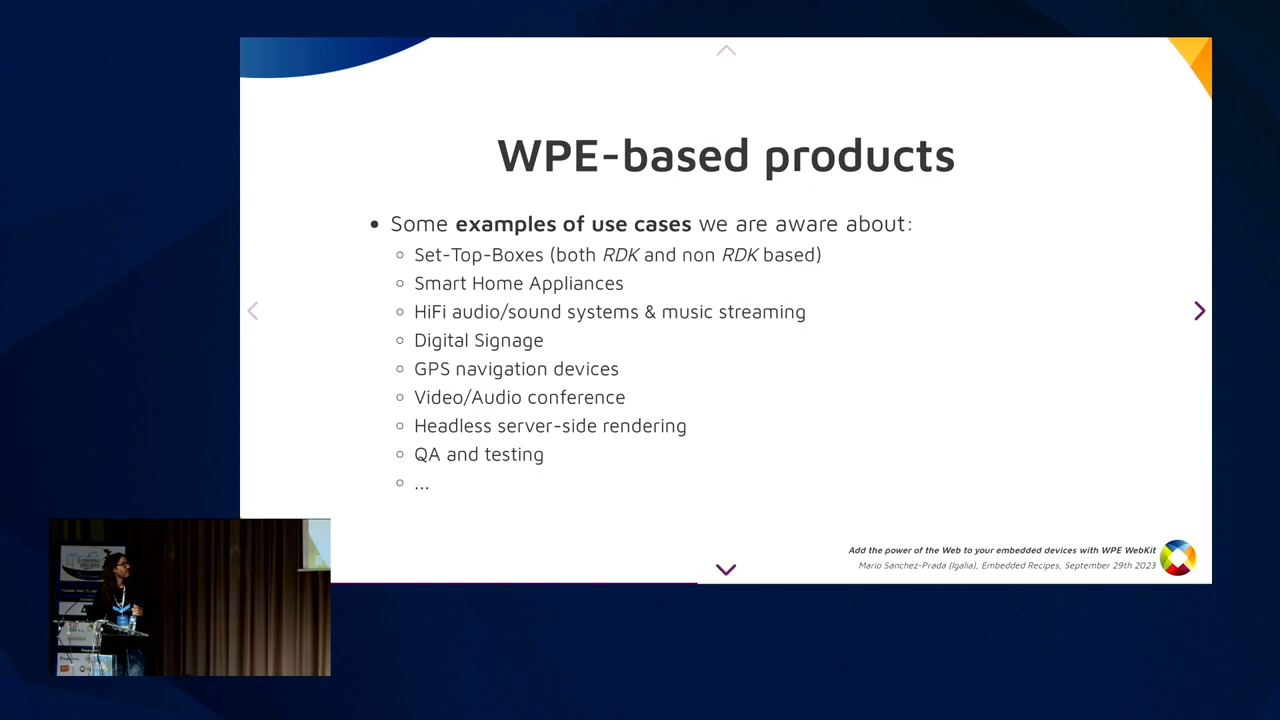 WPE-based products
Some examples of use cases we are aware about:
Set-Top-Boxes (both RDK and non RDK based)
Smart Home Appliances
HiFi audio/sound systems & music streaming
Digital Signage
GPS navigation devices
Video/Audio conference
Headless server-side rendering
QA and testing
...
Add the power of the Web to your embedded devices with WPE WebKit
Mario Sánchez-Prada (Igalia), Embedded Recipes, September 29th 2023